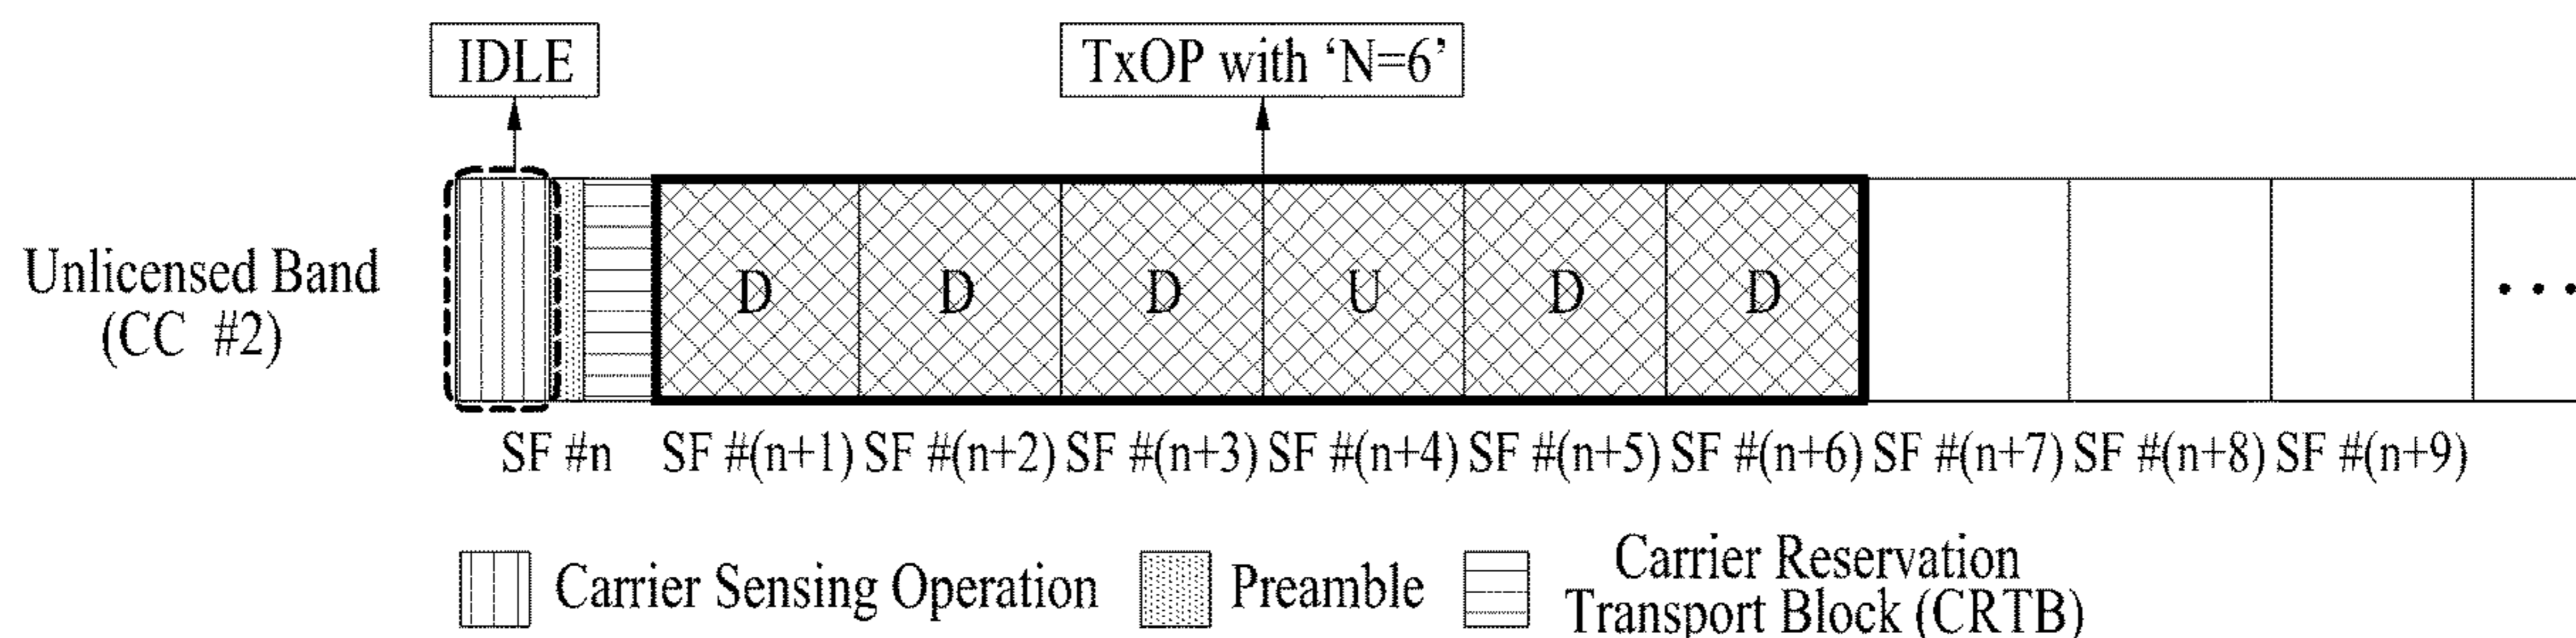 IDLE
TxOP with ‘N=6’
Unlicensed Band
(CC #2)
D D D U D D
...
SF #n SF #(n+1) SF #(n+2) SF #(n+3) SF #(n+4) SF #(n+5) SF #(n+6) SF #(n+7) SF #(n+8) SF #(n+9)
Carrier Sensing Operation
Preamble
Carrier Reservation
Transport Block (CRTB)